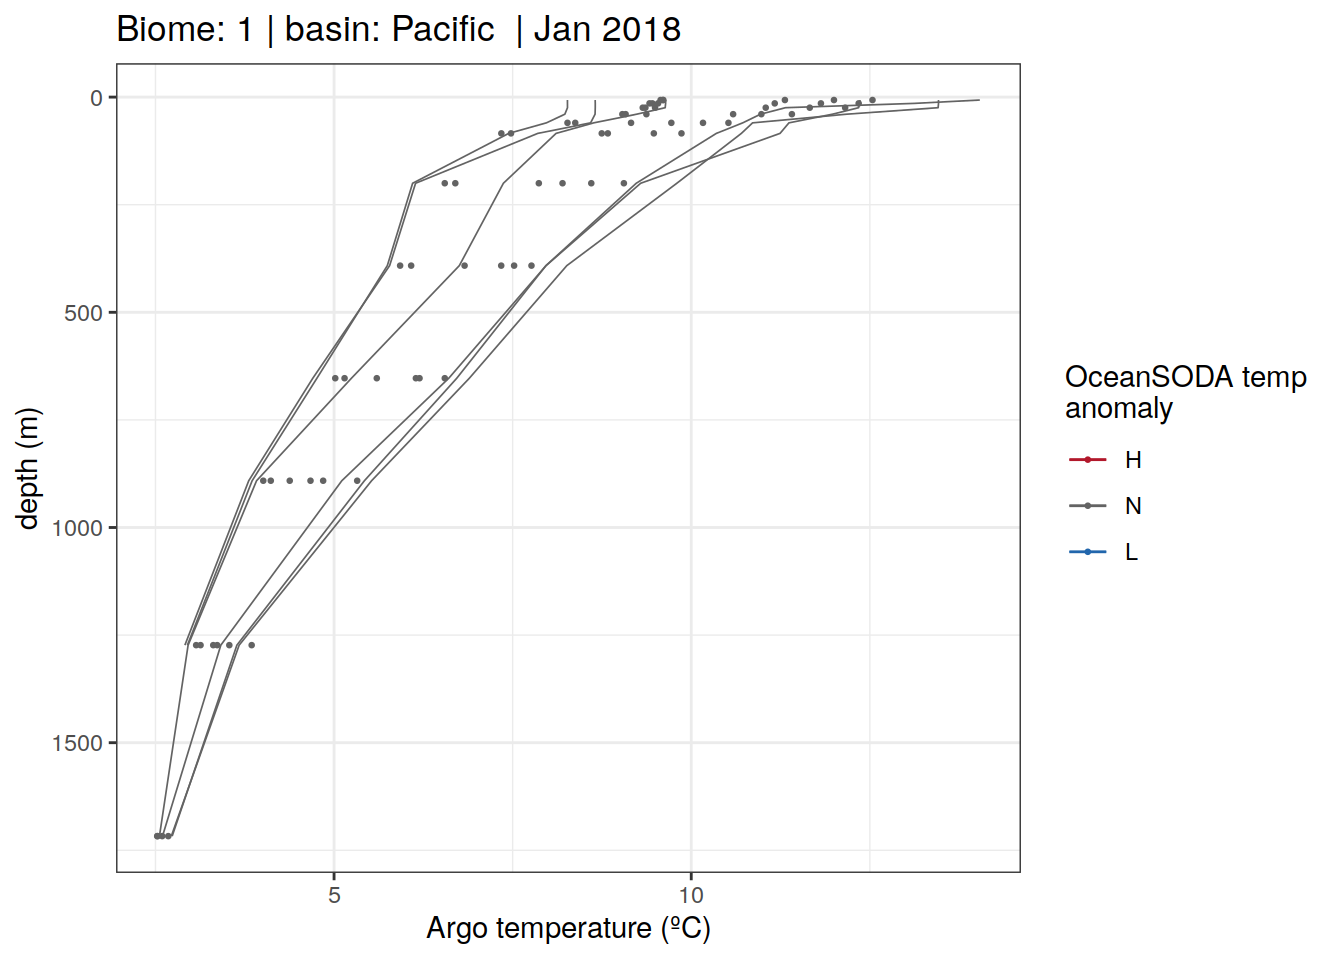 Biome: 1 | basin: Pacific  | Jan 2018
0
500
1000
1500
depth (m)
5
10
Argo temperature (ºC)
OceanSODA temp
anomaly
H
N
L